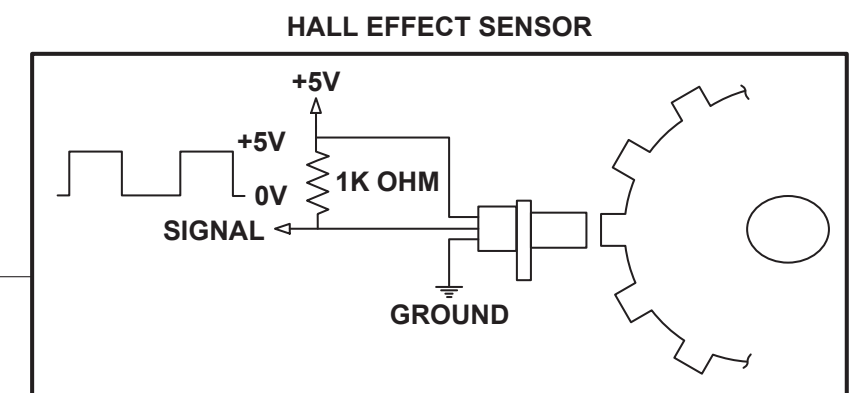 HALL EFFECT SENSOR
+5V
+5V
1K OHM
0V
SIGNAL
GROUND